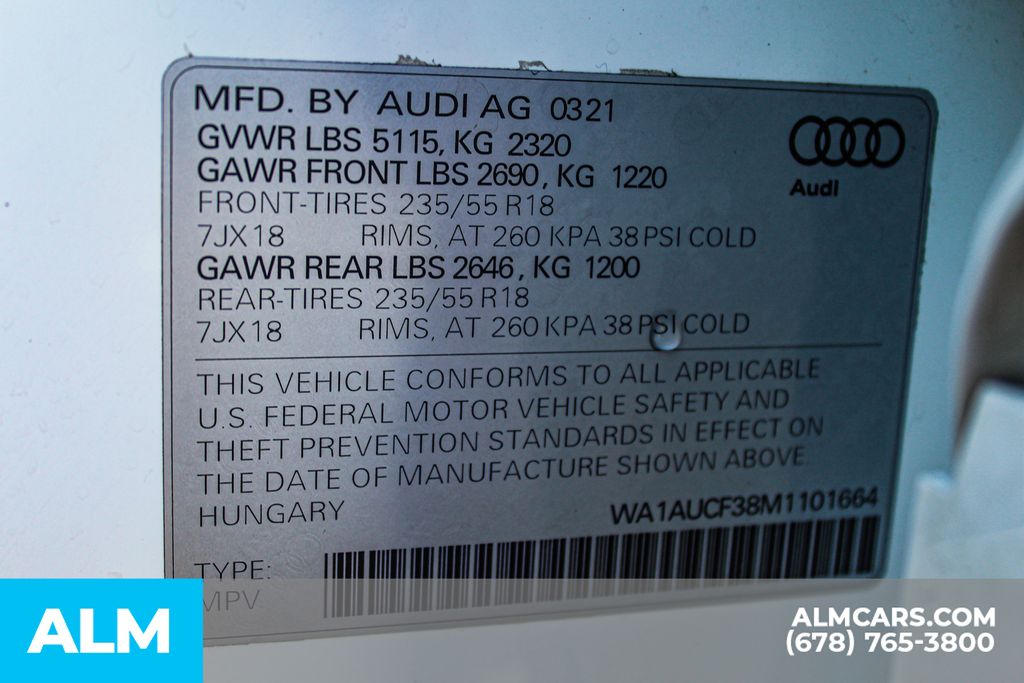 MFD. BY AUDI AG 0321
GVWR LBS 5115, KG 2320
GAWR FRONT LBS 2690, KG 1220
FRONT-TIRES 235/55 R18
7JX18 RIMS, AT 260 KPA 38 PSI COLD
GAWR REAR LBS 2646, KG 1200
REAR-TIRES 235/55 R18
7JX18 RIMS, AT 260 KPA 38 PSI COLD
Audi
THIS VEHICLE CONFORMS TO ALL APPLICABLE
U.S. FEDERAL MOTOR VEHICLE SAFETY AND
THEFT PREVENTION STANDARDS IN EFFECT ON
THE DATE OF MANUFACTURE SHOWN ABOVE.
HUNGARY WA1AUCF38M1101664
TYPE:
MPV
ALM
ALMCARS.COM
(678) 765-3800